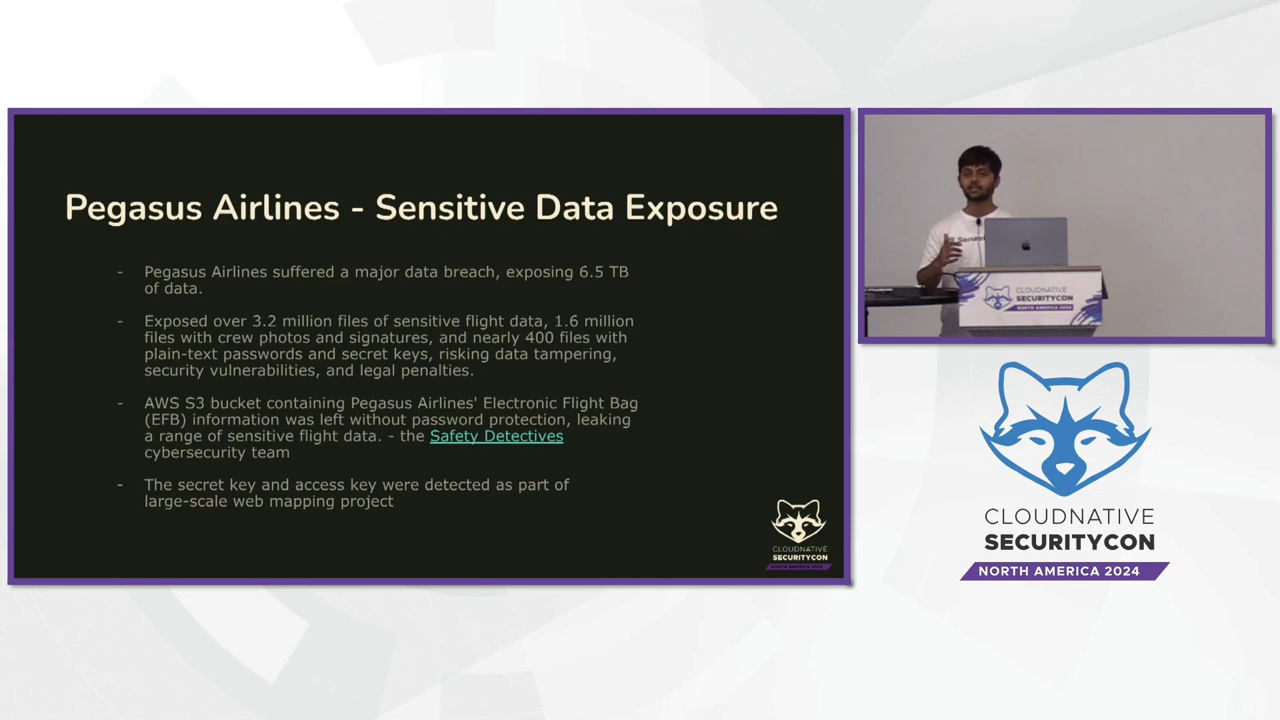 Pegasus Airlines - Sensitive Data Exposure
- Pegasus Airlines suffered a major data breach, exposing 6.5 TB
of data.
- Exposed over 3.2 million files of sensitive flight data, 1.6 million
files with crew photos and signatures, and nearly 400 files with
plain-text passwords and secret keys, risking data tampering,
security vulnerabilities, and legal penalties.
- AWS S3 bucket containing Pegasus Airlines' Electronic Flight Bag
(EFB) information was left without password protection, leaking
a range of sensitive flight data. - the Safety Detectives
cybersecurity team
- The secret key and access key were detected as part of
large-scale web mapping project
CLOUDNATIVE
SECURITYCON
NORTH AMERICA 2024
CLOUDNATIVE
SECURITYCON
NORTH AMERICA 2024
CLOUDNATIVE
SECURITYCON
NORTH AMERICA 2024